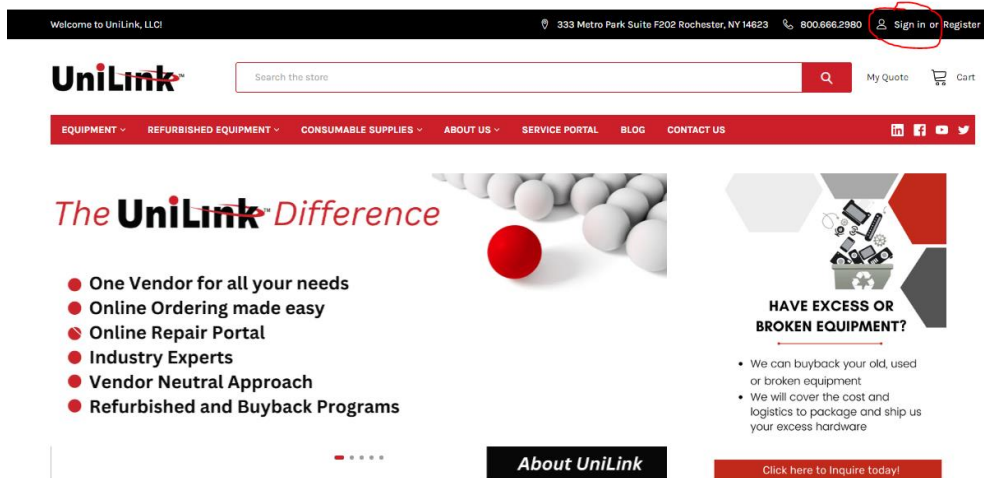 Welcome to UniLink, LLC!
333 Metro Park Suite F202 Rochester, NY 14623 800.666.2980 Sign in or Register
UniLink™
Search the store
My Quote Cart
EQUIPMENT REFURBISHED EQUIPMENT CONSUMABLE SUPPLIES ABOUT US SERVICE PORTAL BLOG CONTACT US
The UniLink™ Difference
One Vendor for all your needs
Online Ordering made easy
Online Repair Portal
Industry Experts
Vendor Neutral Approach
Refurbished and Buyback Programs
About UniLink
HAVE EXCESS OR
BROKEN EQUIPMENT?
We can buyback your old, used
or broken equipment
We will cover the cost and
logistics to package and ship us
your excess hardware
Click here to Inquire today!